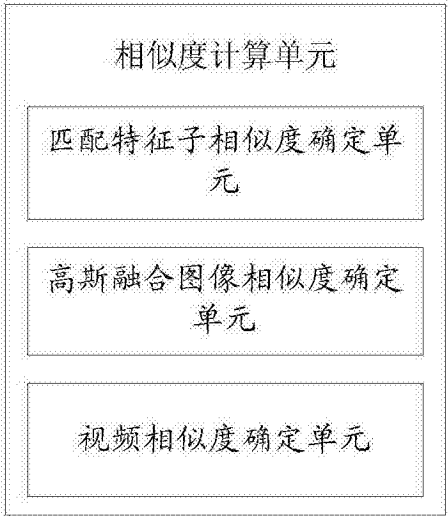 相似度计算单元
匹配特征子相似度确定单
元
高斯融合图像相似度确定
单元
视频相似度确定单元